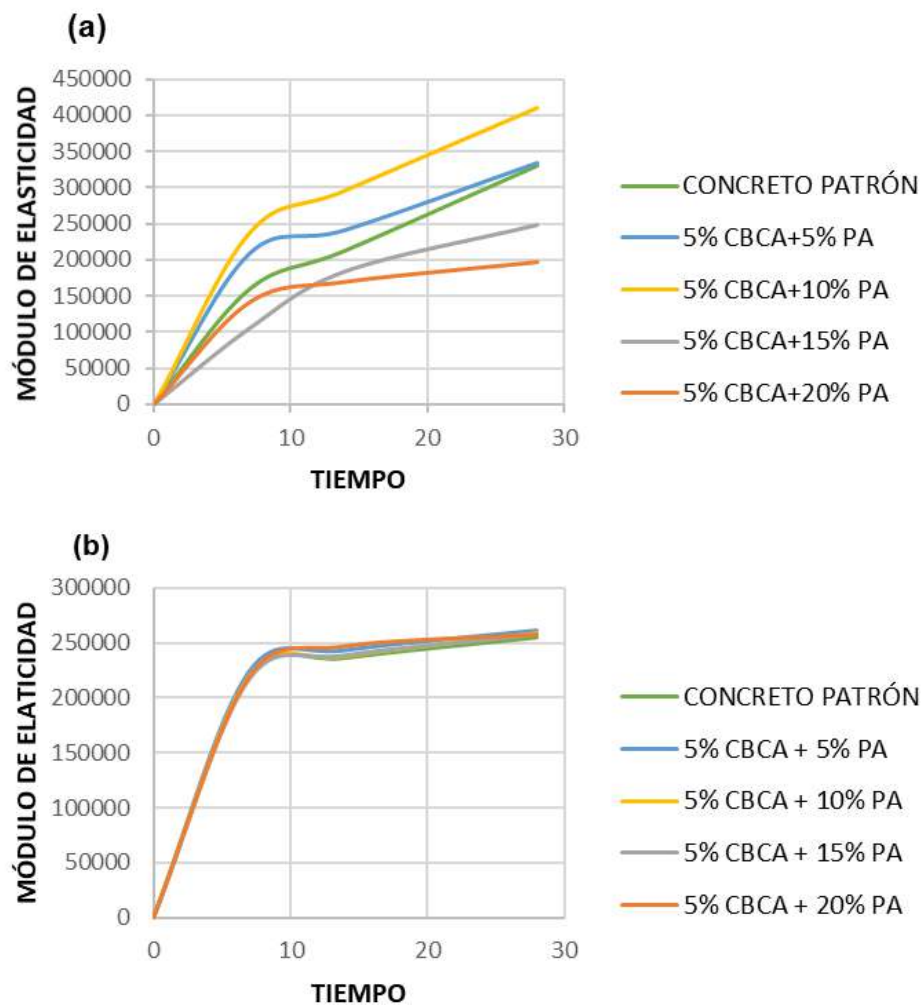 (a)
MÓDULO DE ELASTICIDAD
450000
400000
350000
300000
250000
200000
150000
100000
50000
0
0 10 20 30
TIEMPO
CONCRETO PATRÓN
5% CBCA+5% PA
5% CBCA+10% PA
5% CBCA+15% PA
5% CBCA+20% PA
(b)
MÓDULO DE ELATICIDAD
300000
250000
200000
150000
100000
50000
0
0 10 20 30
TIEMPO
CONCRETO PATRÓN
5% CBCA + 5% PA
5% CBCA + 10% PA
5% CBCA + 15% PA
5% CBCA + 20% PA